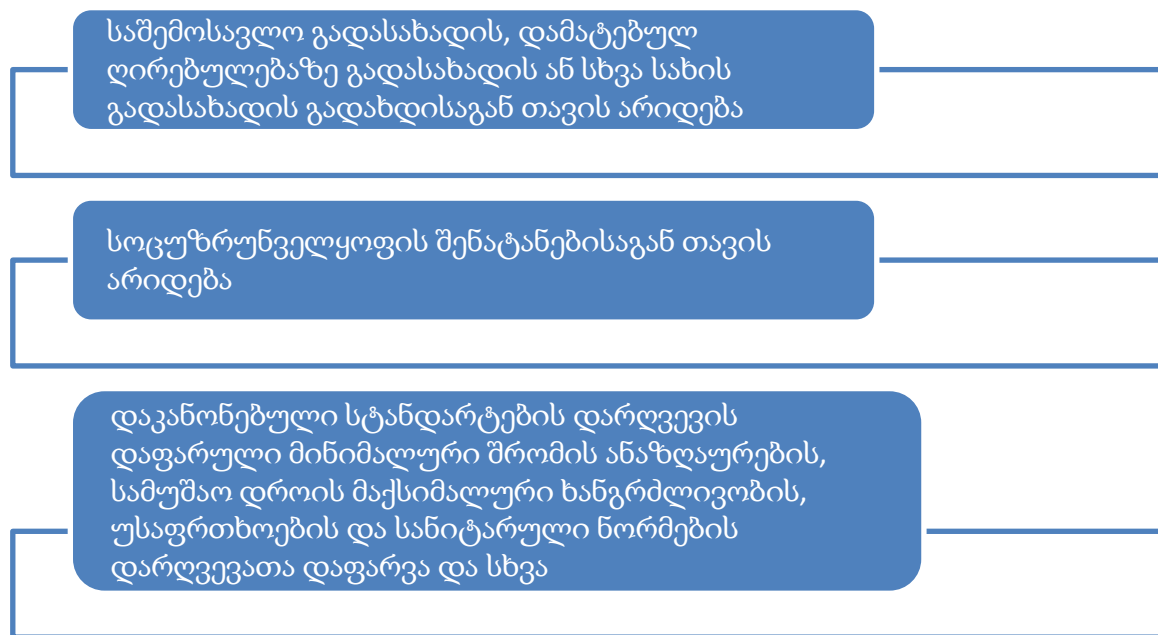 საშემოსავლო გადასახადის, დამატებულ
ღირებულებაზე გადასახადის ან სხვა სახის
გადასახადის გადახდისაგან თავის არიდება
სოცუზრუნველყოფის შენატანებისაგან თავის
არიდება
დაკანონებული სტანდარტების დარღვევის
დაფარული მინიმალური შრომის ანაზღაურების,
სამუშაო დროის მაქსიმალური ხანგრძლივობის,
უსაფრთხოების და სანიტარული ნორმების
დარღვევათა დაფარვა და სხვა